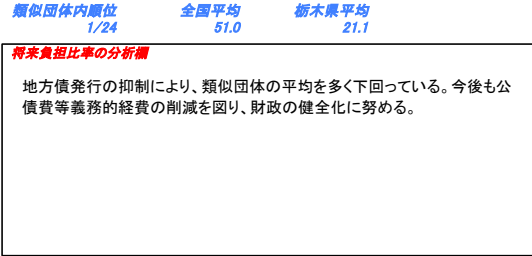 類似団体内順位 全国平均 栃木県平均
1/24 51.0 21.1
将来負担比率の分析欄
地方債発行の抑制により、類似団体の平均を多く下回っている。今後も公
債費等義務的経費の削減を図り、財政の健全化に努める。